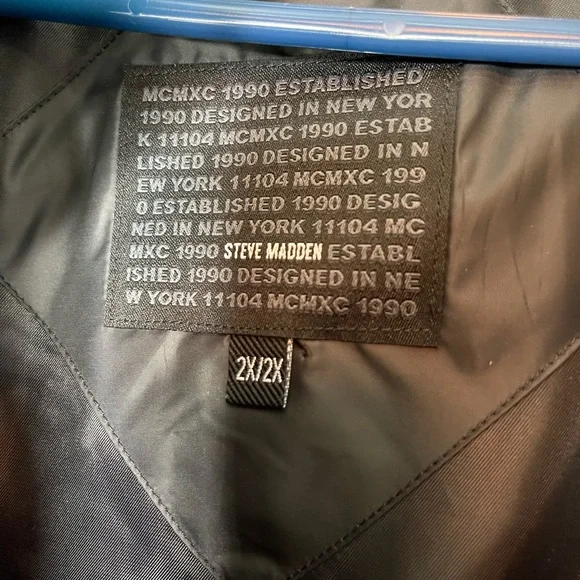 MCMXC 1990 ESTABLISHED
1990 DESIGNED IN NEW YOR
K 11104 MCMXC 1990 ESTAB
LISHED 1990 DESIGNED IN N
EW YORK 11104 MCMXC 199
0 ESTABLISHED 1990 DESIG
NED IN NEW YORK 11104 MC
MXC 1990 STEVE MADDEN ESTABL
ISHED 1990 DESIGNED IN NE
W YORK 11104 MCMXC 1990
2X/2X